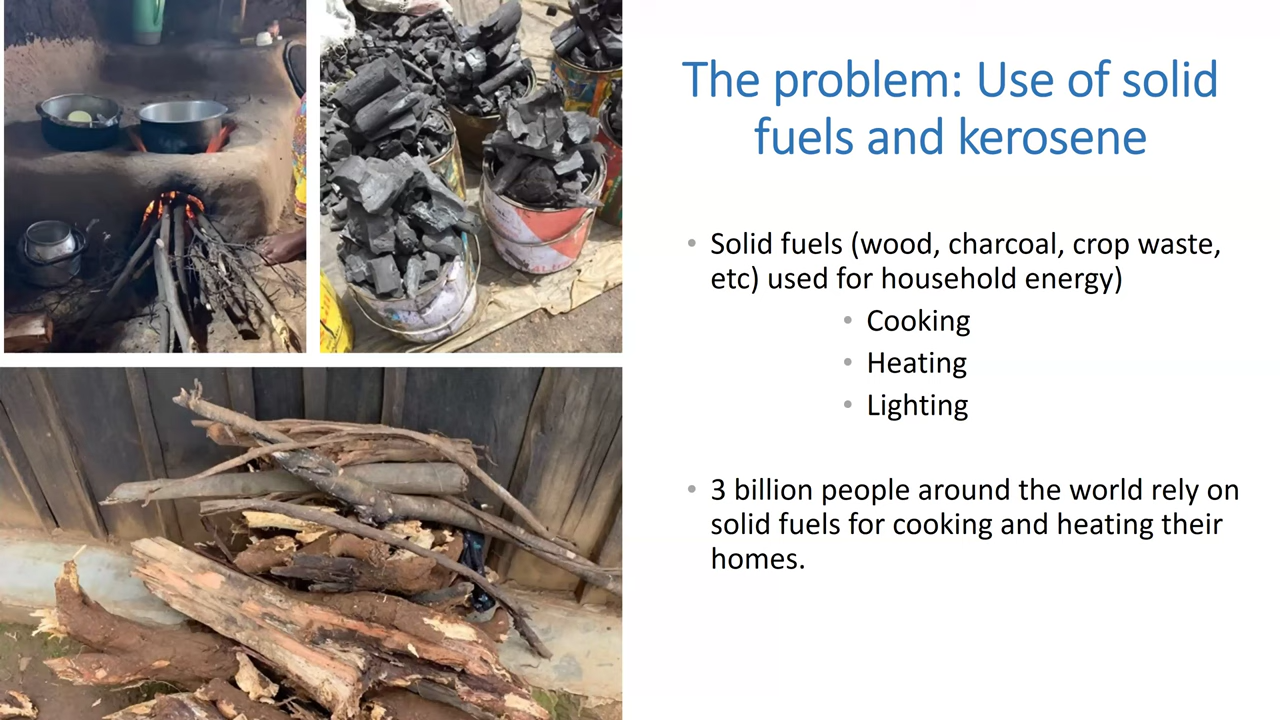 The problem: Use of solid
fuels and kerosene
• Solid fuels (wood, charcoal, crop waste,
etc) used for household energy)
• Cooking
• Heating
• Lighting
• 3 billion people around the world rely on
solid fuels for cooking and heating their
homes.